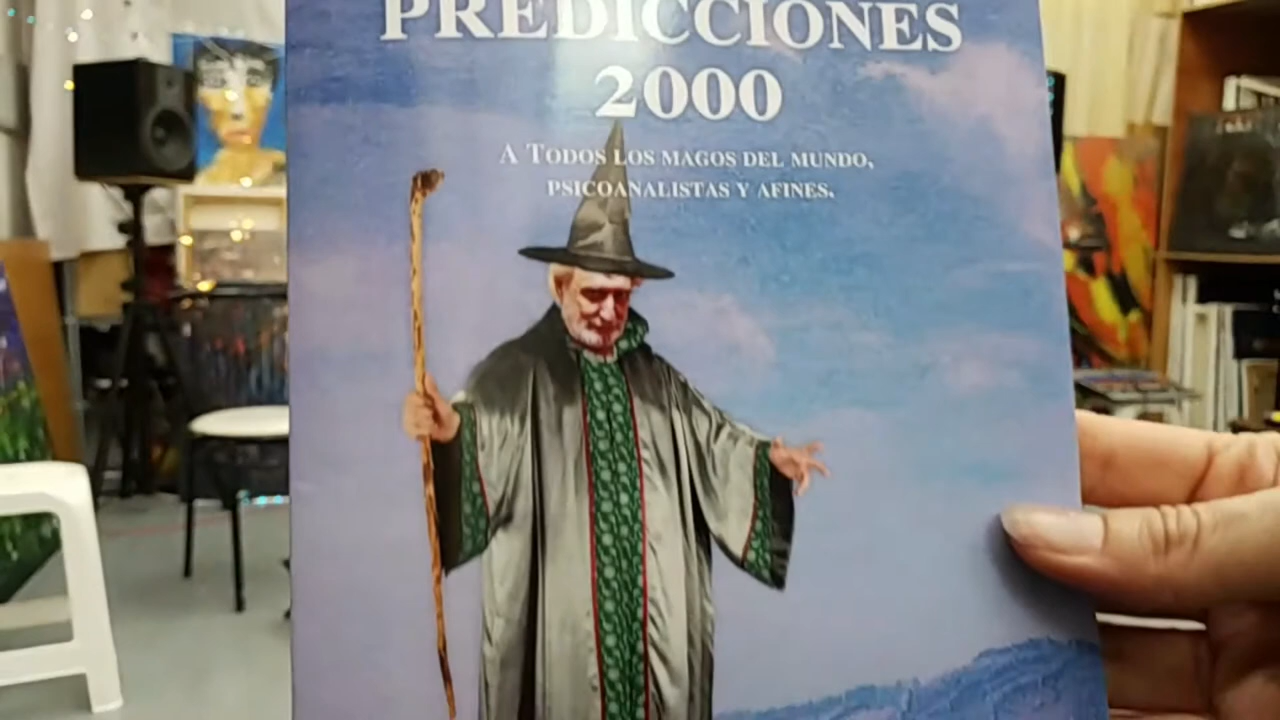 PREDICCIONES
2000
A TODOS LOS MAGOS DEL MUNDO,
PSICOANALISTAS Y AFINES.